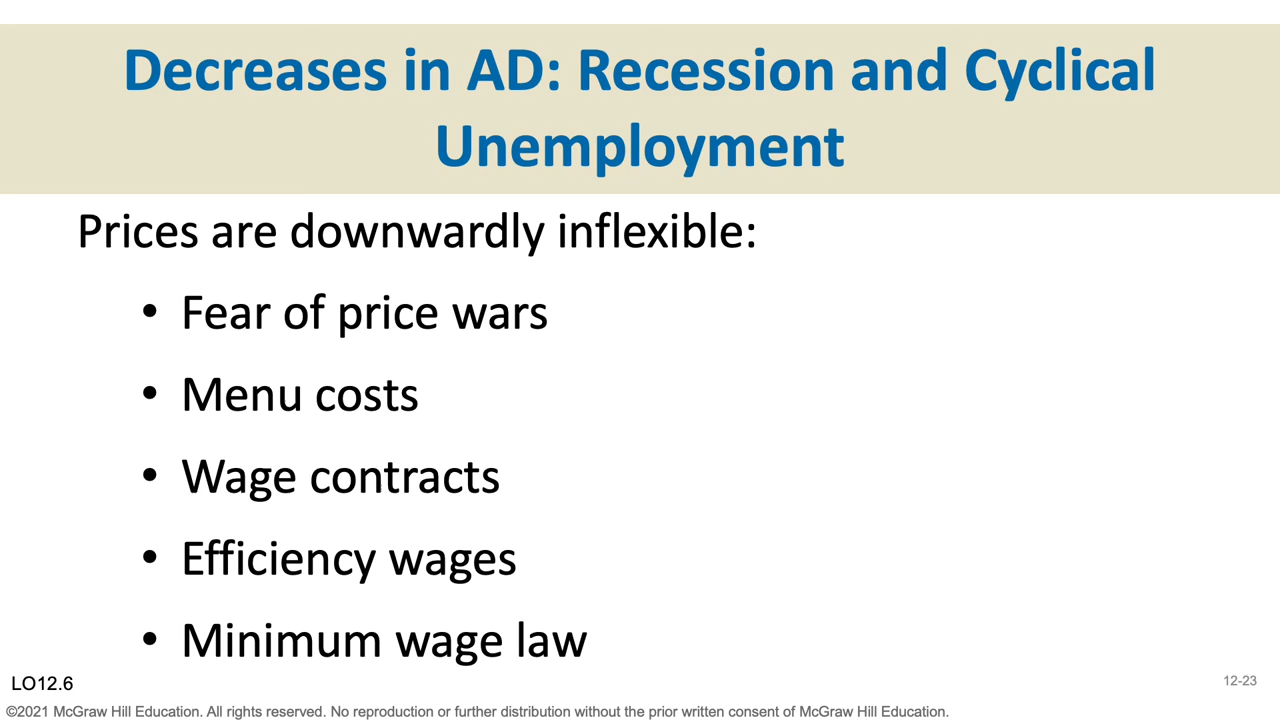 Decreases in AD: Recession and Cyclical
Unemployment
Prices are downwardly inflexible:
• Fear of price wars
• Menu costs
• Wage contracts
• Efficiency wages
• Minimum wage law
LO12.6
12-23
©2021 McGraw Hill Education. All rights reserved. No reproduction or further distribution without the prior written consent of McGraw Hill Education.